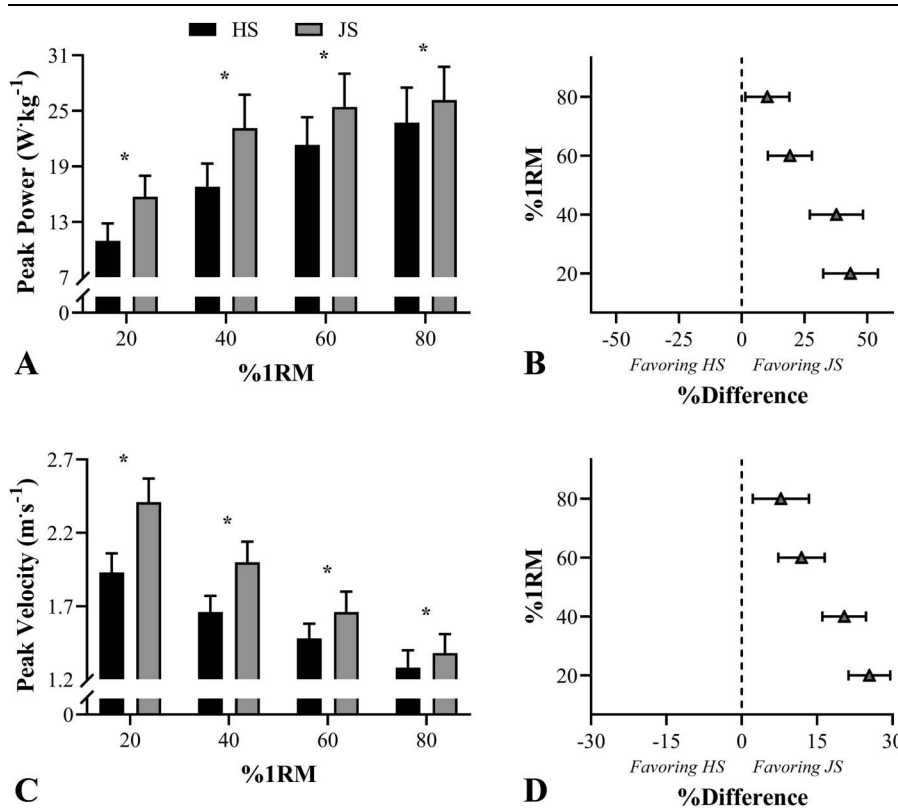 HS JS
Peak Power (W·kg⁻¹)
31
25
19
13
7
0
*
*
*
*
20 40 60 80
%1RM
A
%1RM
80
60
40
20
-50 -25 0 25 50
Favoring HS Favoring JS
%Difference
B
Peak Velocity (m·s⁻¹)
2.7
2.2
1.7
1.2
0
*
*
*
*
20 40 60 80
%1RM
C
%1RM
80
60
40
20
-30 -15 0 15 30
Favoring HS Favoring JS
%Difference
D